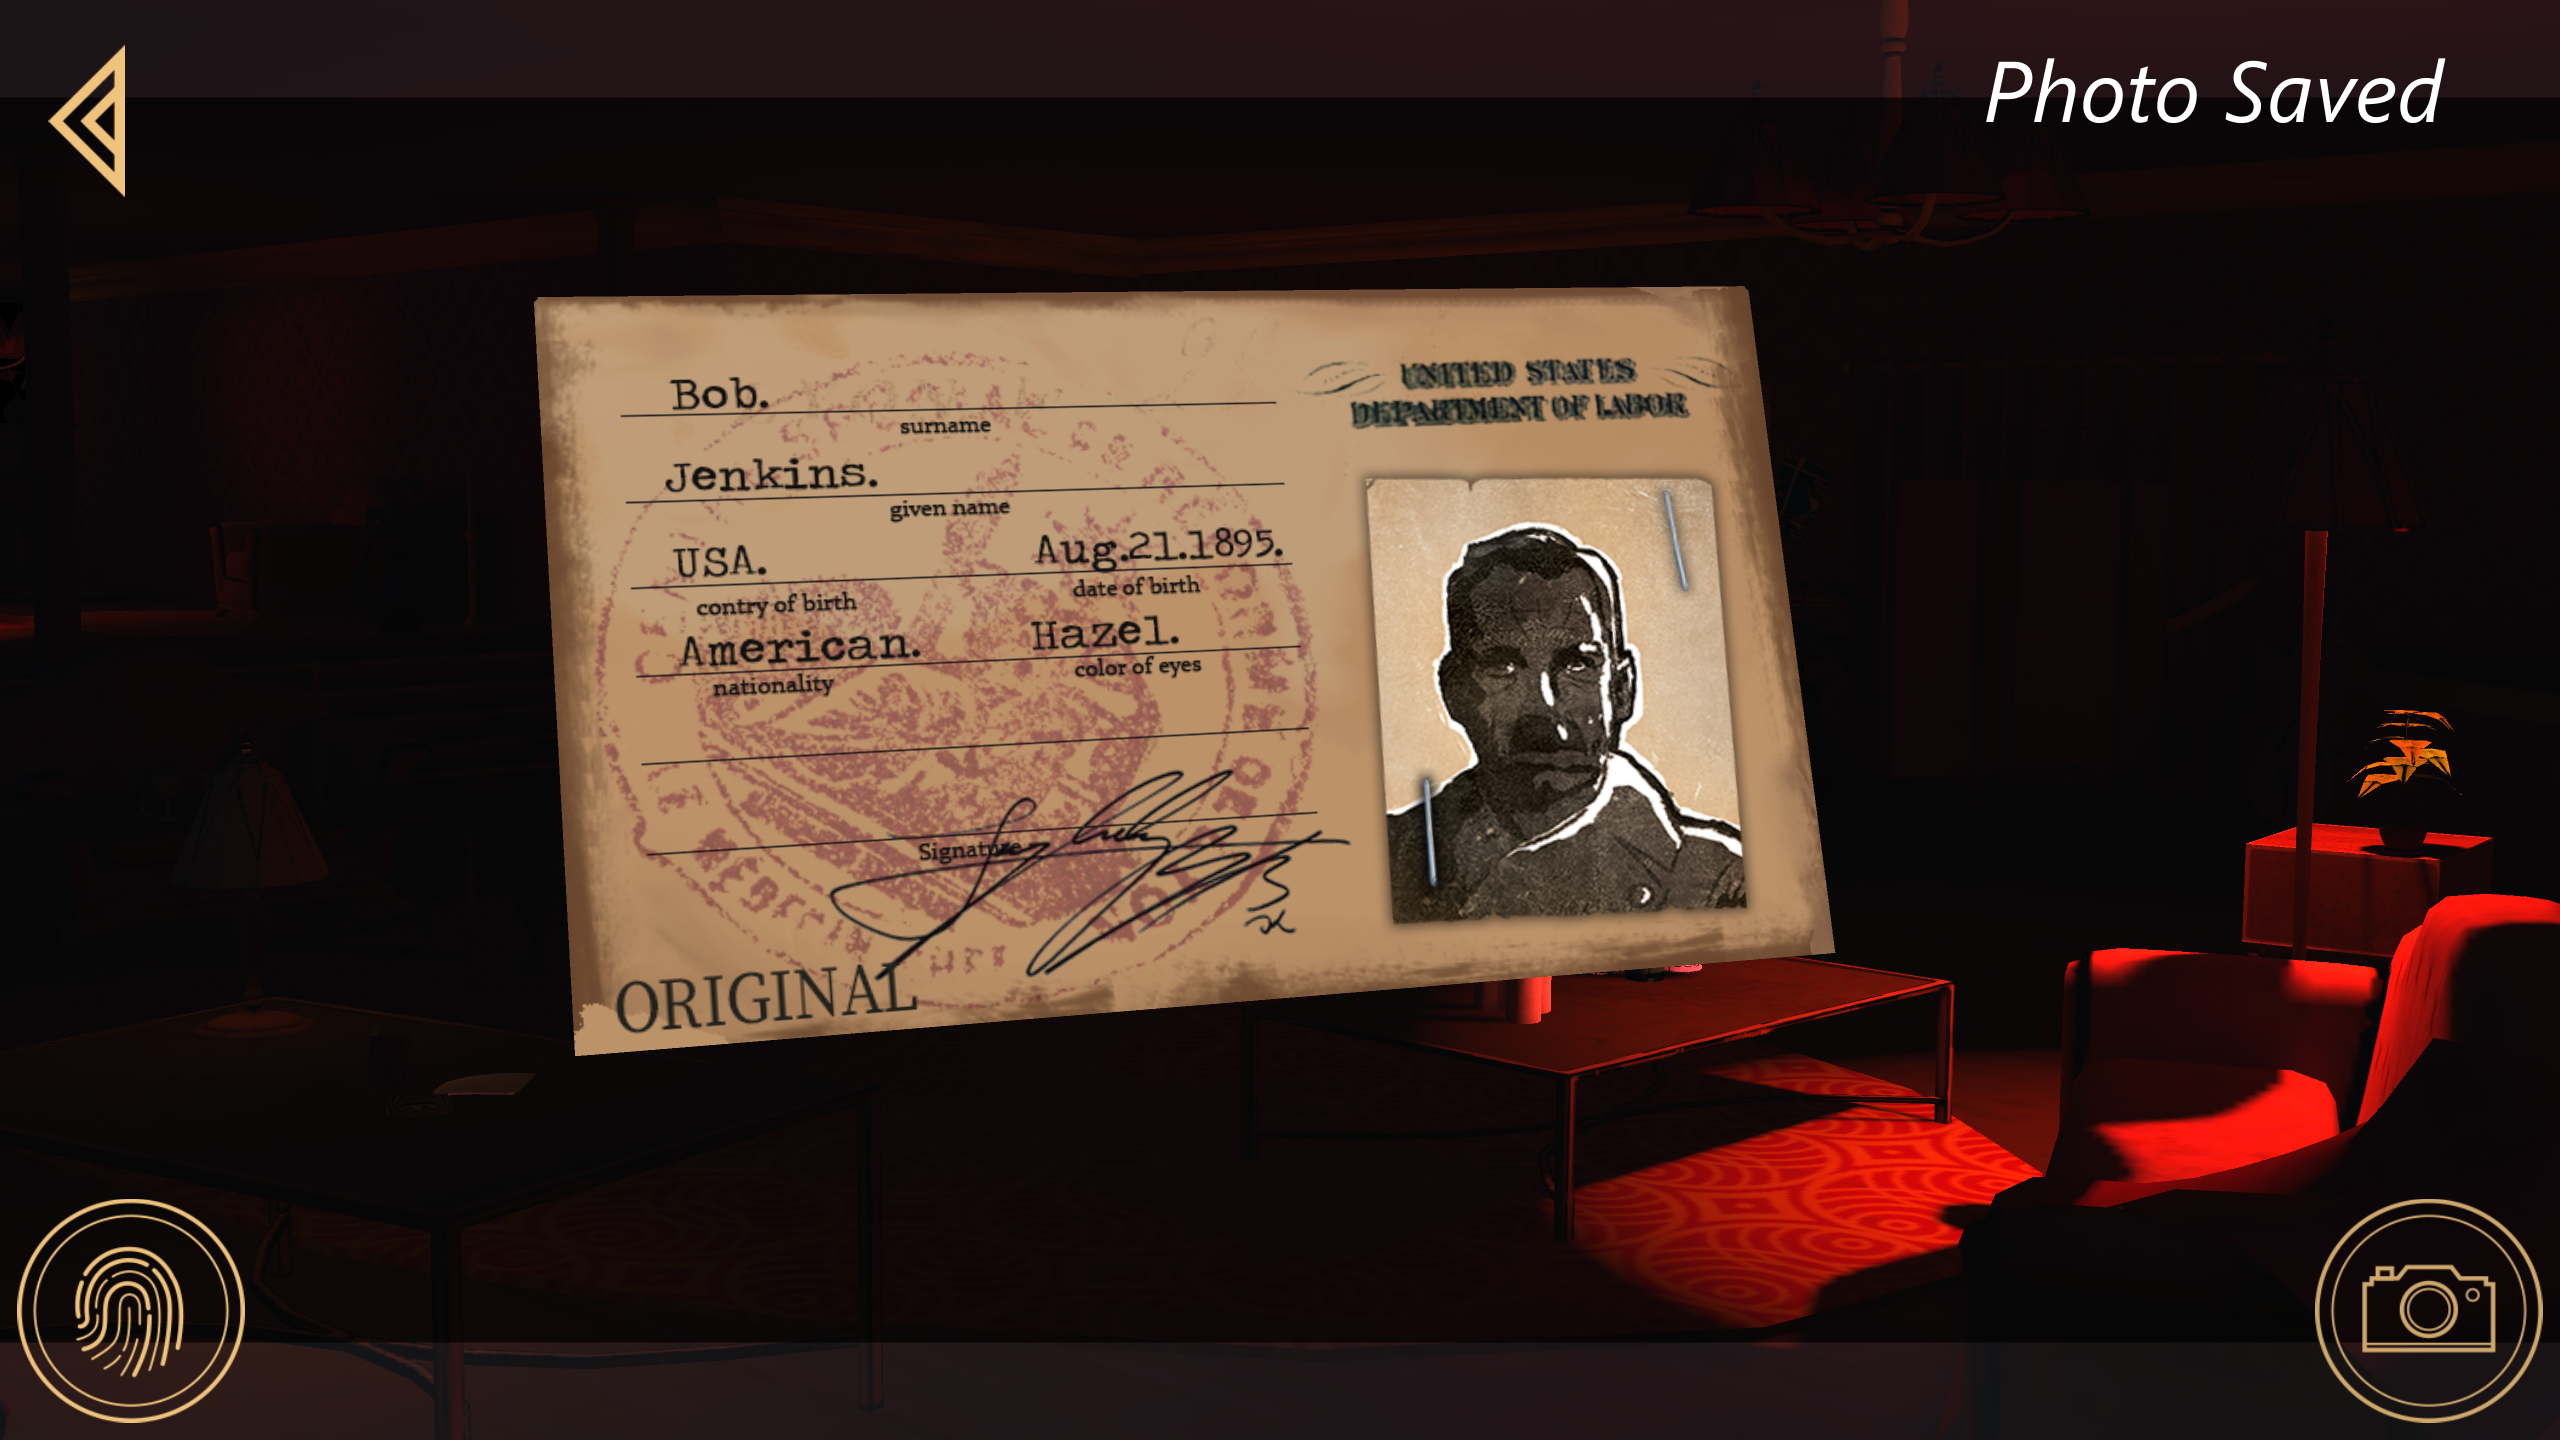 Photo Saved
UNITED STATES
DEPARTMENT OF LABOR
Bob.
surname
Jenkins.
given name
USA. Aug.21.1895.
contry of birth date of birth
American. Hazel.
nationality color of eyes
Signature
ORIGINAL